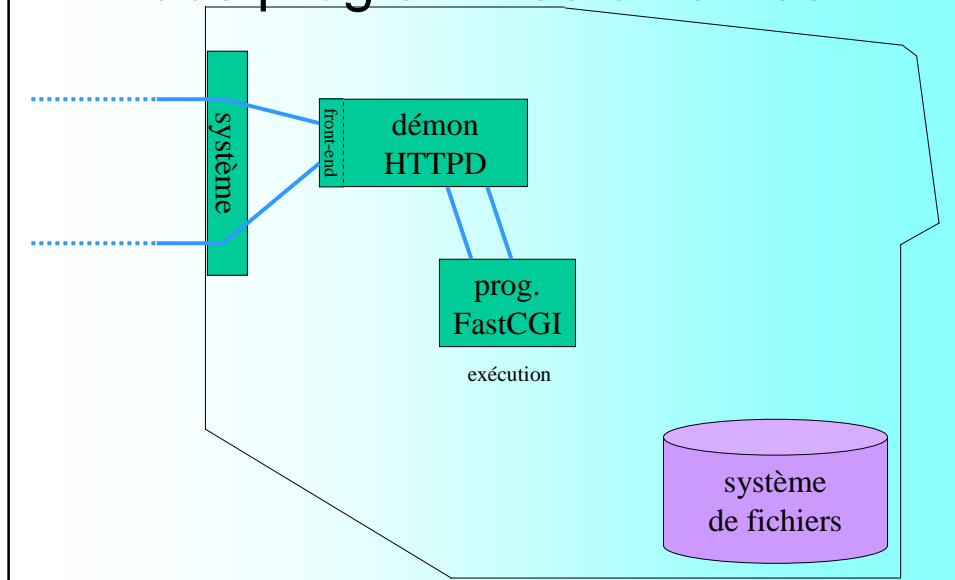 système
front-end
démon
HTTPD
prog.
FastCGI
exécution
système
de fichiers